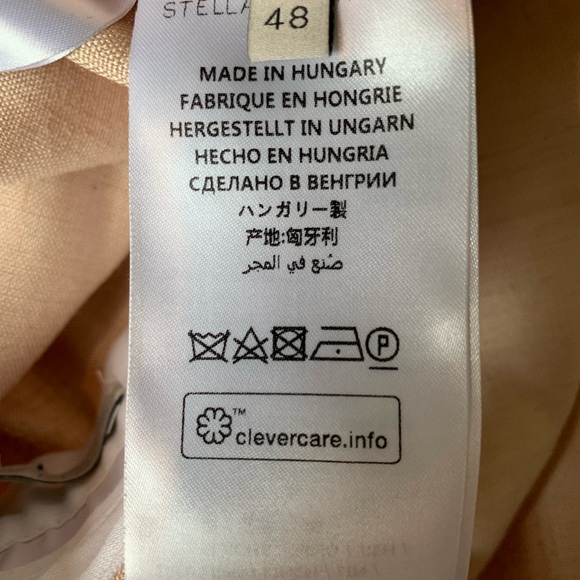 STELLA
48
MADE IN HUNGARY
FABRIQUE EN HONGRIE
HERGESTELLT IN UNGARN
HECHO EN HUNGRIA
СДЕЛАНО В ВЕНГРИИ
ハンガリー製
产地:匈牙利
صُنع في المجر
P
™ clevercare.info